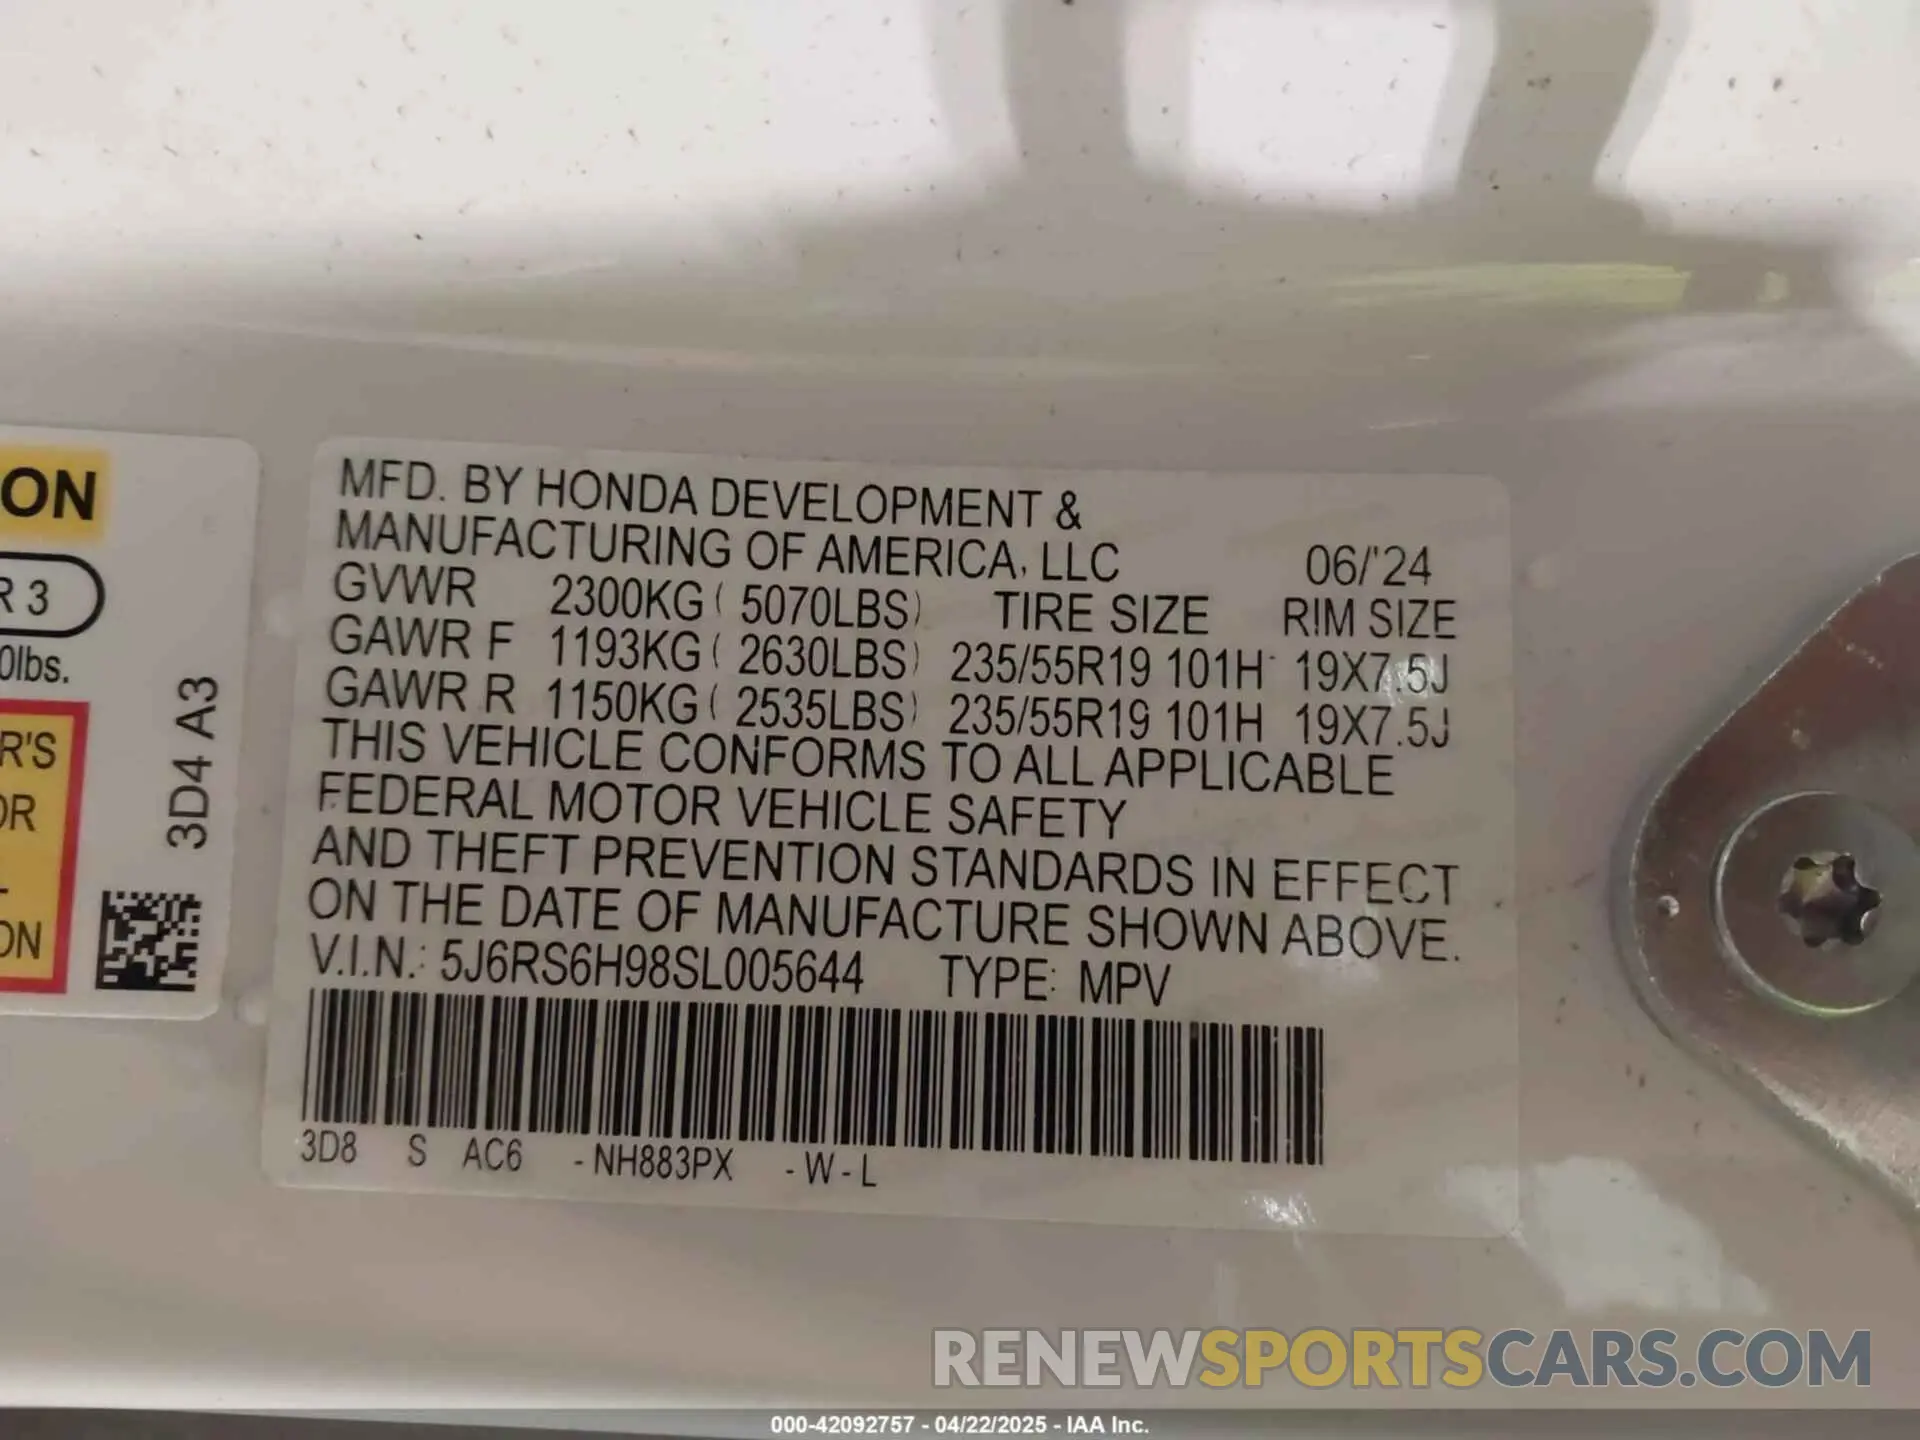 ON
R 3
0lbs.
R'S
OR
ON
3D4 A3
MFD. BY HONDA DEVELOPMENT &
MANUFACTURING OF AMERICA, LLC 06/'24
GVWR 2300KG ( 5070LBS) TIRE SIZE RIM SIZE
GAWR F 1193KG ( 2630LBS) 235/55R19 101H 19X7.5J
GAWR R 1150KG ( 2535LBS) 235/55R19 101H 19X7.5J
THIS VEHICLE CONFORMS TO ALL APPLICABLE
FEDERAL MOTOR VEHICLE SAFETY
AND THEFT PREVENTION STANDARDS IN EFFECT
ON THE DATE OF MANUFACTURE SHOWN ABOVE.
V.I.N.: 5J6RS6H98SL005644 TYPE: MPV
3D8 S AC6 -NH883PX -W-L
RENEWSPORTSCARS.COM
000-42092757 - 04/22/2025 - IAA Inc.